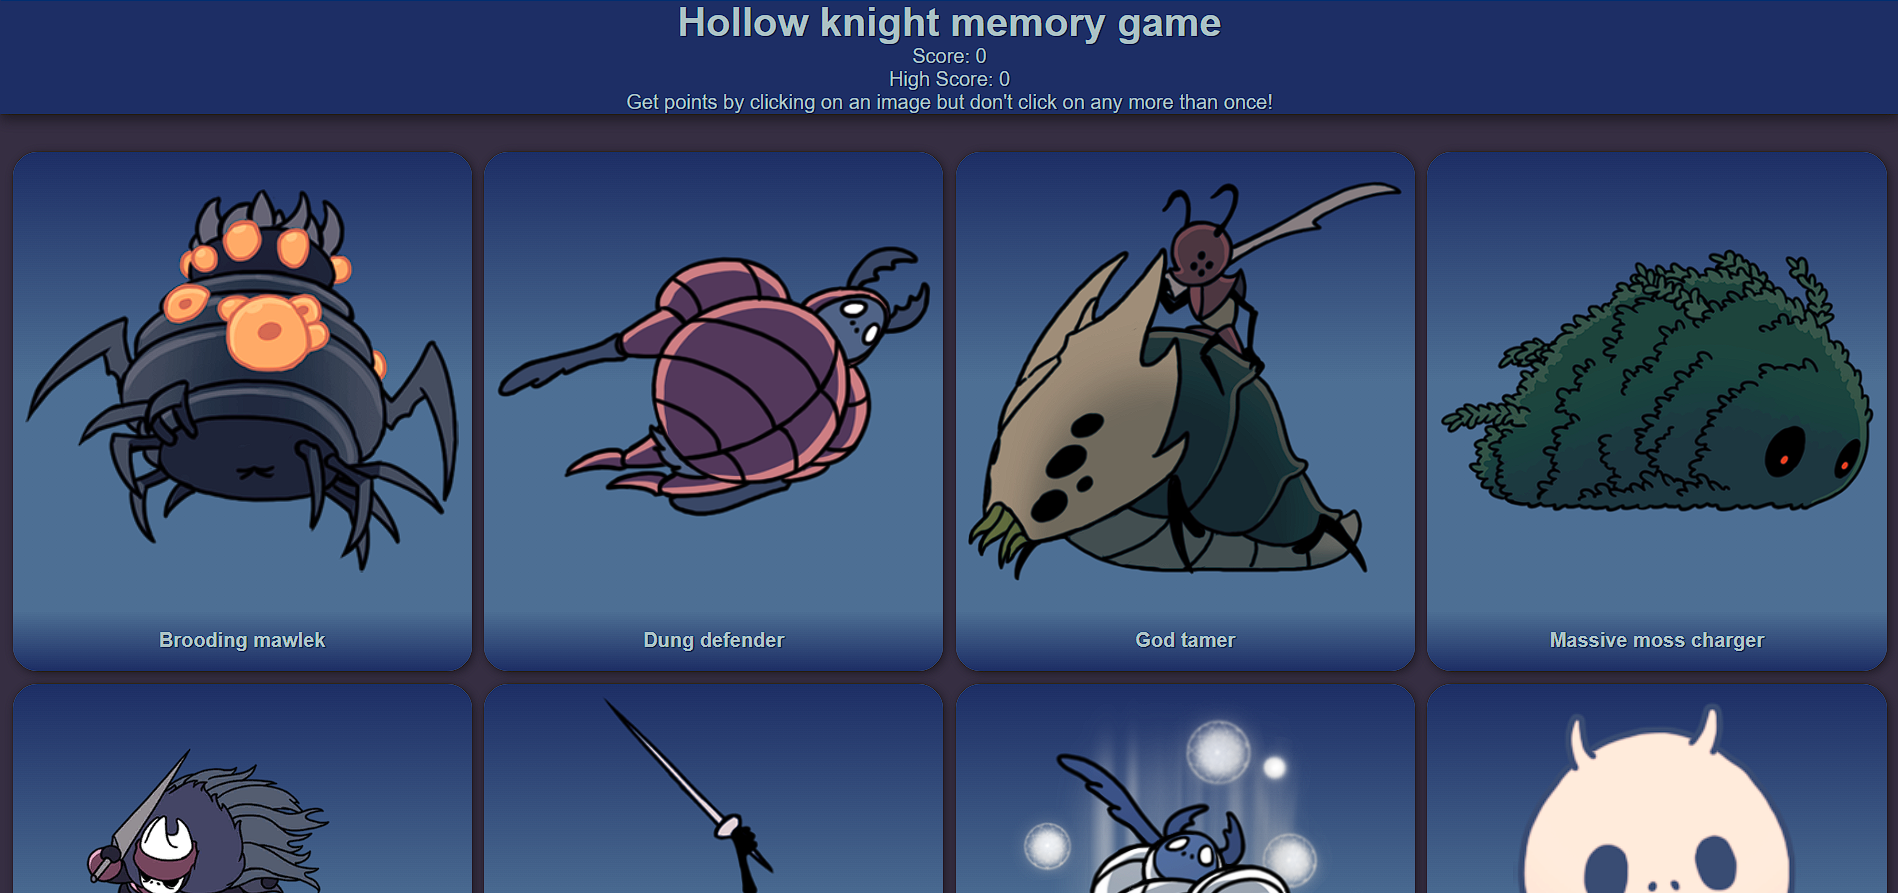 Hollow knight memory game
Score: 0
High Score: 0
Get points by clicking on an image but don't click on any more than once!
Brooding mawlek
Dung defender
God tamer
Massive moss charger